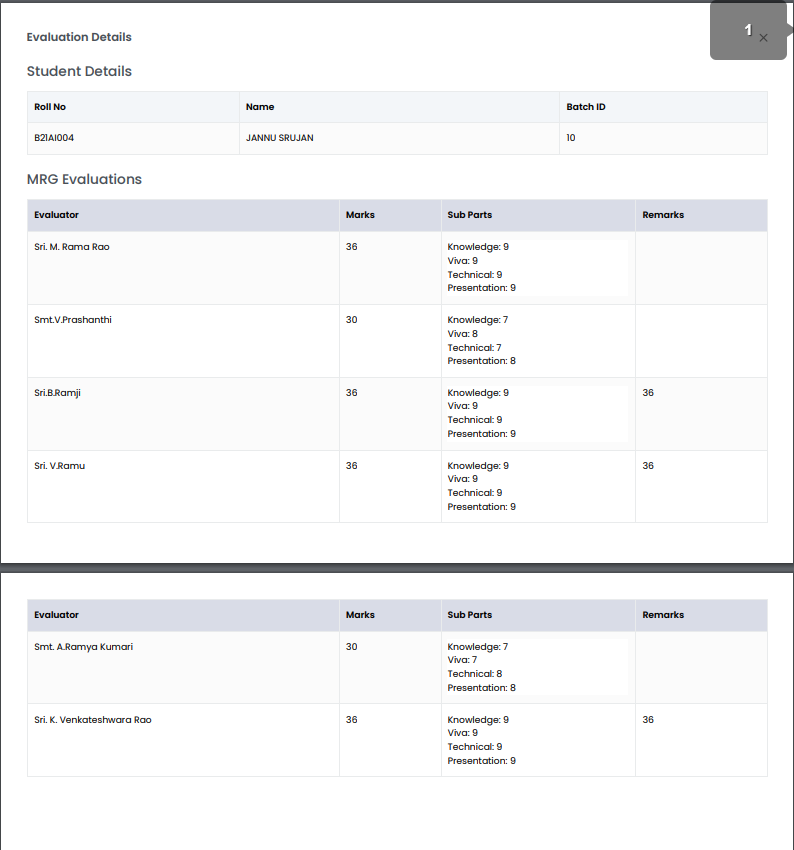 1 ×
Evaluation Details
Student Details
Roll No Name Batch ID
B21AI004 JANNU SRUJAN 10
MRG Evaluations
Evaluator Marks Sub Parts Remarks
Sri. M. Rama Rao 36 Knowledge: 9
Viva: 9
Technical: 9
Presentation: 9
Smt.V.Prashanthi 30 Knowledge: 7
Viva: 8
Technical: 7
Presentation: 8
Sri.B.Ramji 36 Knowledge: 9 36
Viva: 9
Technical: 9
Presentation: 9
Sri. V.Ramu 36 Knowledge: 9 36
Viva: 9
Technical: 9
Presentation: 9
Evaluator Marks Sub Parts Remarks
Smt. A.Ramya Kumari 30 Knowledge: 7
Viva: 7
Technical: 8
Presentation: 8
Sri. K. Venkateshwara Rao 36 Knowledge: 9 36
Viva: 9
Technical: 9
Presentation: 9